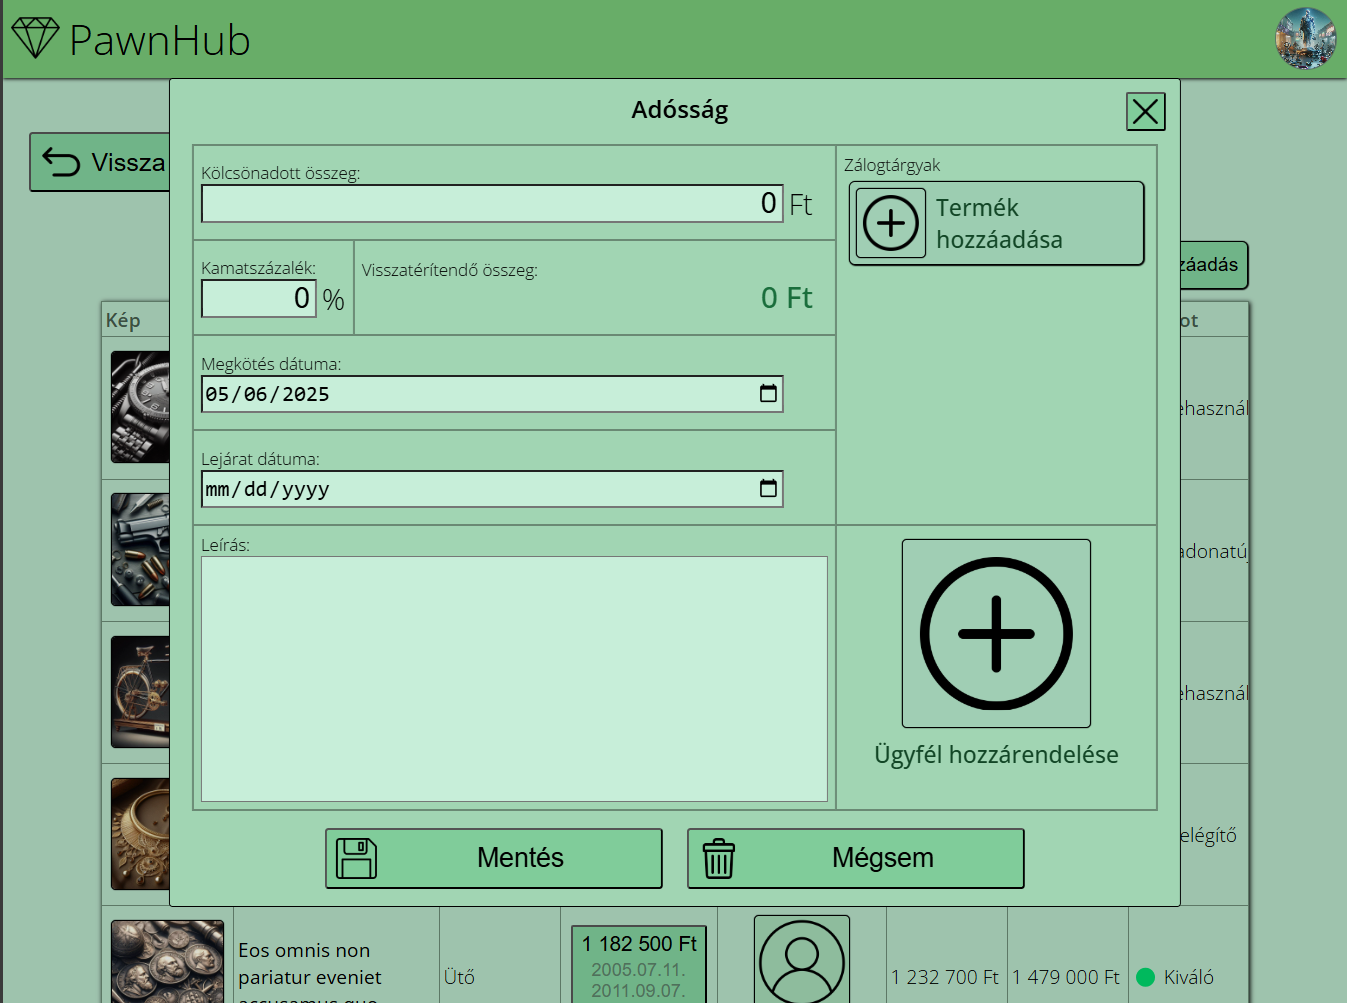 PawnHub
Adósság
Vissza
Kölcsönadott összeg:
0 Ft
Zálogtárgyak
Termék
hozzáadása
Kamatszázalék:
0 %
Visszatérítendő összeg:
0 Ft
Megkötés dátuma:
05/06/2025
Lejárat dátuma:
mm/dd/yyyy
Leírás:
Ügyfél hozzárendelése
Mentés
Mégsem
záadás
Kép
ot
ehasznál
adonatúj
ehasznál
elégítő
Eos omnis non
pariatur eveniet
Ütő
1 182 500 Ft
2005.07.11.
2011.09.07.
1 232 700 Ft
1 479 000 Ft
Kiváló